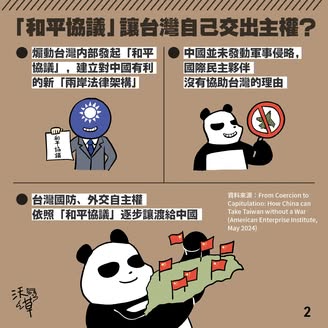 「和平協議」讓台灣自己交出主權？
煽動台灣內部發起「和平
協議」，建立對中國有利
的新「兩岸法律架構」
中國並未發動軍事侵略，
國際民主夥伴
沒有協助台灣的理由
和平協議
台灣國防、外交自主權
依照「和平協議」逐步讓渡給中國
資料來源：From Coercion to
Capitulation: How China can
Take Taiwan without a War
(American Enterprise Institute,
May 2024)
2